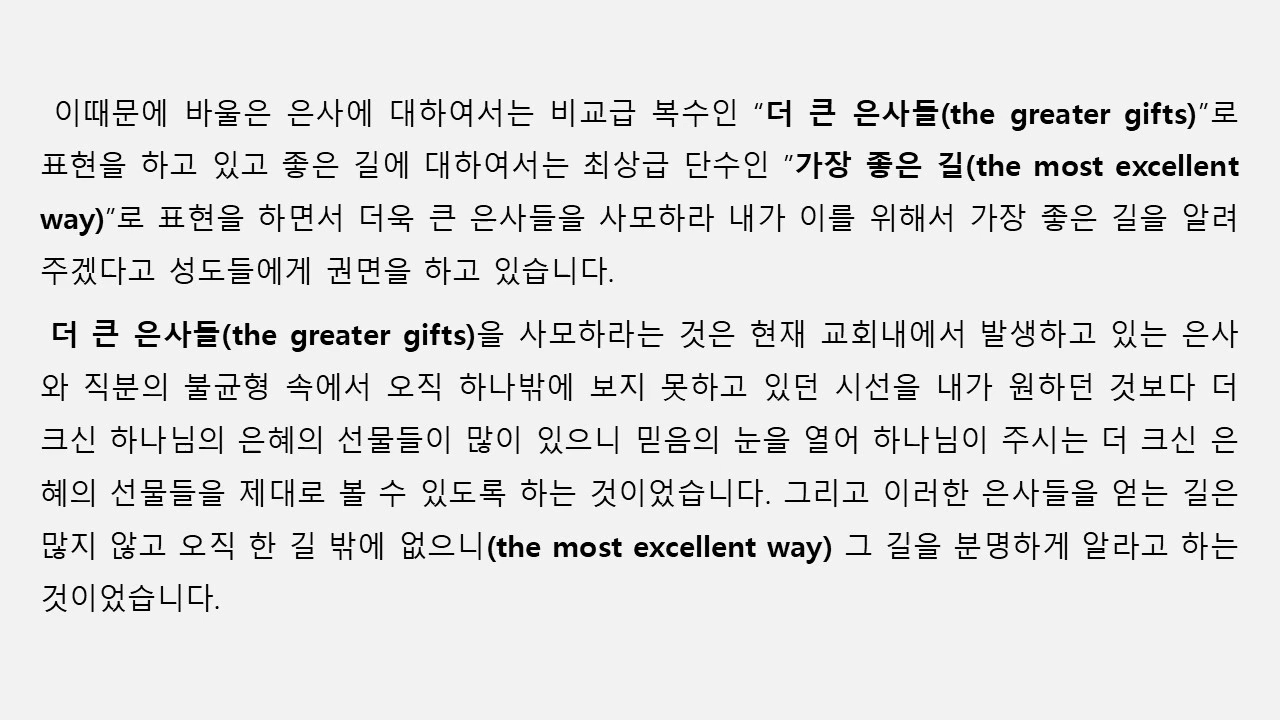 이때문에 바울은 은사에 대하여서는 비교급 복수인 “더 큰 은사들(the greater gifts)”로
표현을 하고 있고 좋은 길에 대하여서는 최상급 단수인 ”가장 좋은 길(the most excellent
way)”로 표현을 하면서 더욱 큰 은사들을 사모하라 내가 이를 위해서 가장 좋은 길을 알려
주겠다고 성도들에게 권면을 하고 있습니다.
더 큰 은사들(the greater gifts)을 사모하라는 것은 현재 교회내에서 발생하고 있는 은사
와 직분의 불균형 속에서 오직 하나밖에 보지 못하고 있던 시선을 내가 원하던 것보다 더
크신 하나님의 은혜의 선물들이 많이 있으니 믿음의 눈을 열어 하나님이 주시는 더 크신 은
혜의 선물들을 제대로 볼 수 있도록 하는 것이었습니다. 그리고 이러한 은사들을 얻는 길은
많지 않고 오직 한 길 밖에 없으니(the most excellent way) 그 길을 분명하게 알라고 하는
것이었습니다.